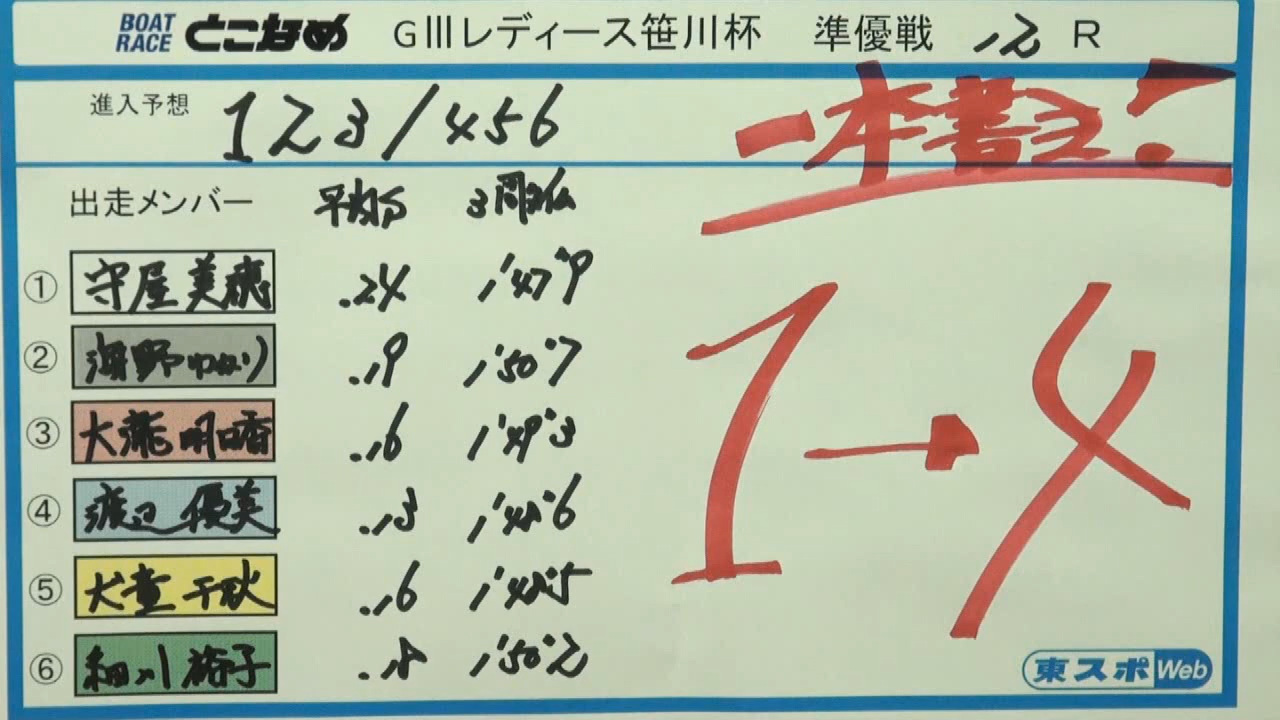 BOAT RACE とこなめ GⅢレディース笹川杯 準優戦 12 R
進入予想 123/456
一本書え!
出走メンバー 平均S 3周タイム
① 守屋美穂 .24 1'47"9
② 海野ゆかり .19 1'50"7
③ 大瀧明日香 .16 1'49"3
④ 渡辺優美 .13 1'48"6
⑤ 犬童千秋 .16 1'48"5
⑥ 細川裕子 .18 1'50"2
1→4
東スポWeb